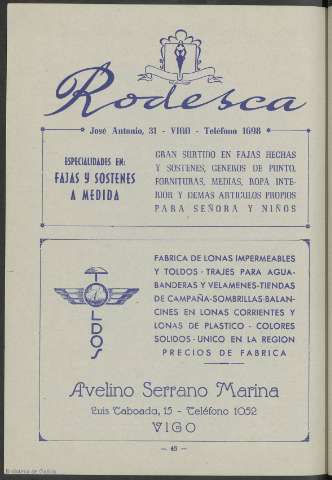 Rodesca
José Antonio, 31 - VIGO - Teléfono 1698
ESPECIALIDADES EN:
FAJAS Y SOSTENES
A MEDIDA
GRAN SURTIDO EN FAJAS HECHAS
Y SOSTENES, GENEROS DE PUNTO,
FORNITURAS, MEDIAS, ROPA INTE-
RIOR Y DEMAS ARTICULOS PROPIOS
PARA SEÑORA Y NIÑOS
TOLDOS
FABRICA DE LONAS IMPERMEABLES
Y TOLDOS - TRAJES PARA AGUA-
BANDERAS Y VELAMENES-TIENDAS
DE CAMPAÑA-SOMBRILLAS-BALAN-
CINES EN LONAS CORRIENTES Y
LONAS DE PLASTICO - COLORES
SOLIDOS - UNICO EN LA REGION
PRECIOS DE FABRICA
Avelino Serrano Marina
Luis Taboada, 15 - Teléfono 1052
VIGO